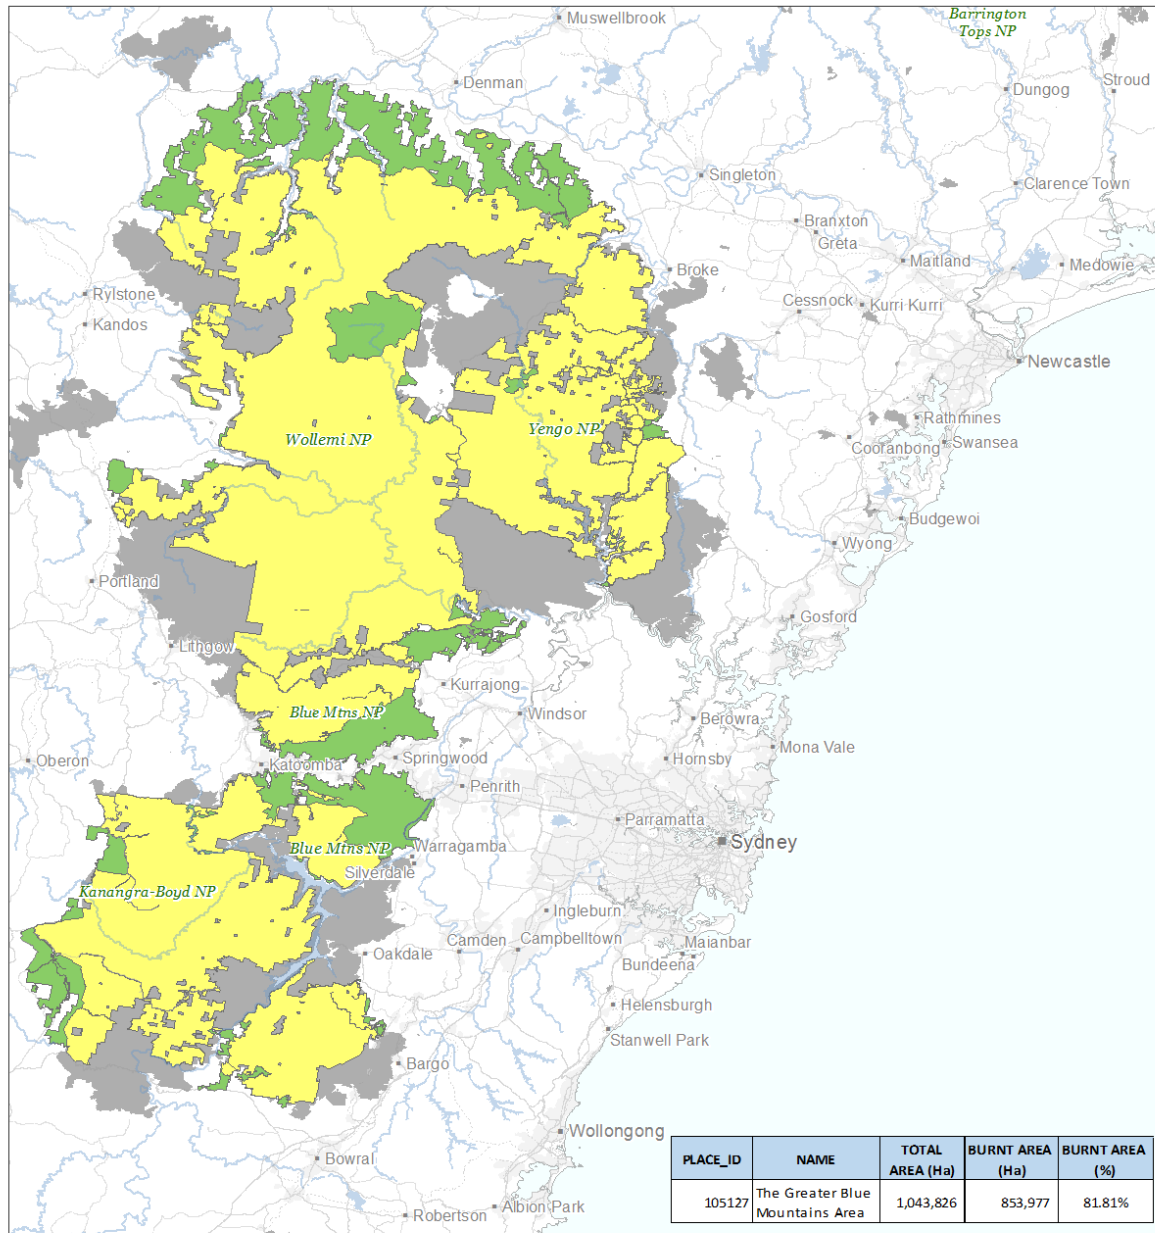 Muswellbrook
Barrington
Tops NP
Denman
Stroud
Dungog
Singleton
Clarence Town
Branxton
Greta
Maitland
Medowie
Broke
Rylstone
Cessnock
Kurri Kurri
Kandos
Newcastle
Rathmines
Yengo NP
Wollemi NP
Swansea
Cooranbong
Budgewoi
Wyong
Portland
Gosford
Lithgow
Kurrajong
Blue Mtns NP
Windsor
Berowra
Mona Vale
Oberon
Katoomba
Springwood
Hornsby
Penrith
Parramatta
Sydney
Blue Mtns NP
Warragamba
Silverdale
Kanangra-Boyd NP
Ingleburn
Camden
Campbelltown
Maianbar
Oakdale
Bundeena
Helensburgh
Stanwell Park
Bargo
Wollongong
Bowral
Albion Park
Robertson
PLACE_ID NAME TOTAL AREA (Ha) BURNT AREA (Ha) BURNT AREA (%)
105127 The Greater Blue Mountains Area 1,043,826 853,977 81.81%